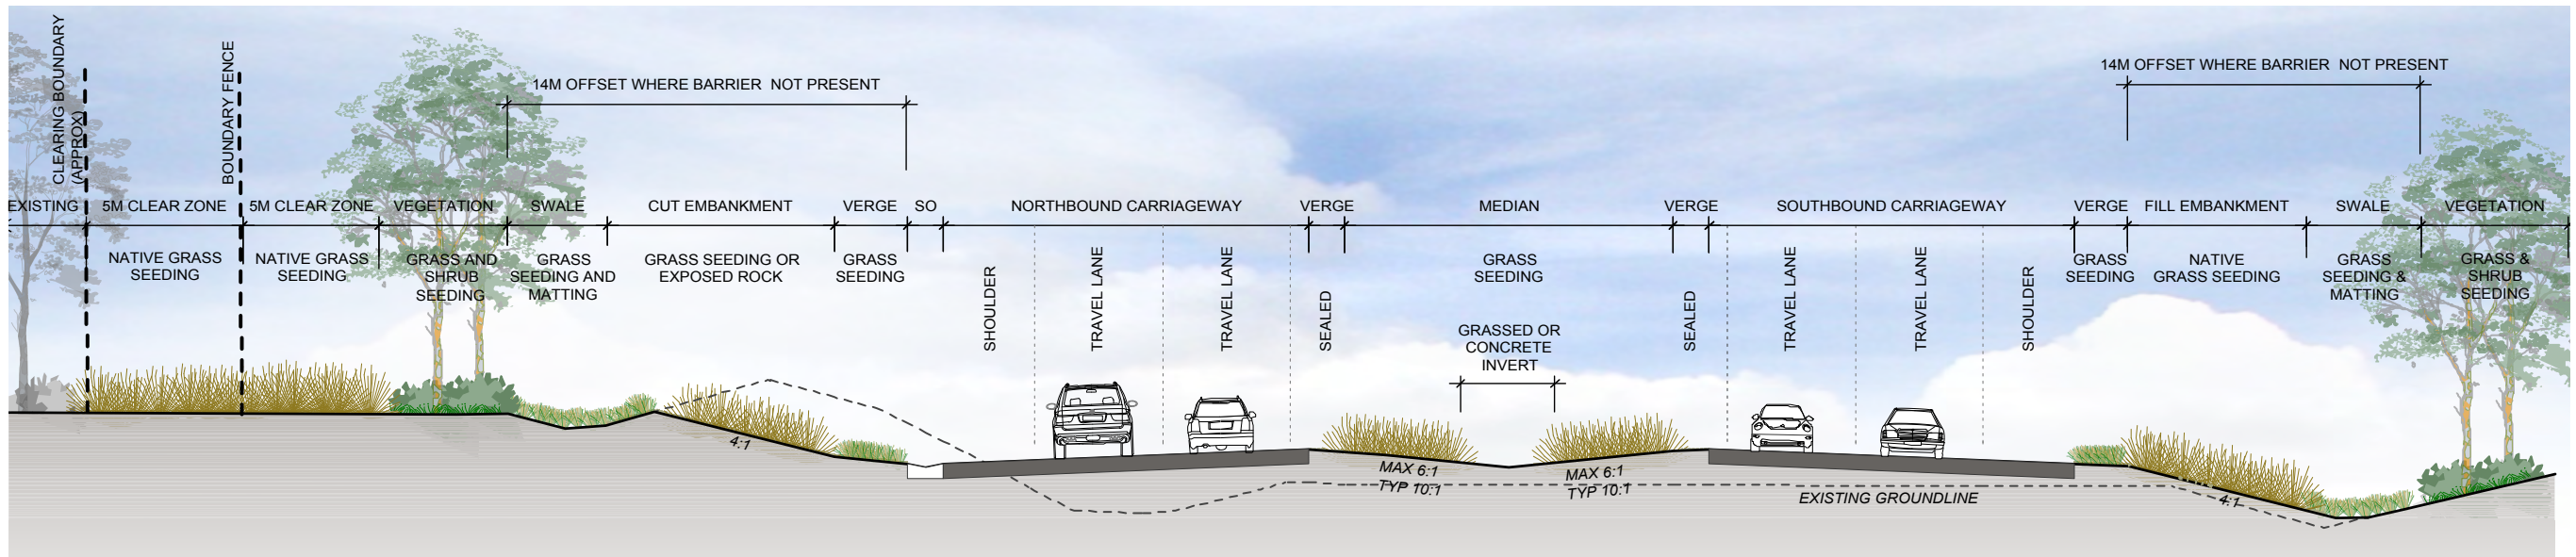 CLEARING BOUNDARY
(APPROX)
BOUNDARY FENCE
14M OFFSET WHERE BARRIER NOT PRESENT
14M OFFSET WHERE BARRIER NOT PRESENT
EXISTING
5M CLEAR ZONE
5M CLEAR ZONE
VEGETATION
SWALE
CUT EMBANKMENT
VERGE
SO
NORTHBOUND CARRIAGEWAY
VERGE
MEDIAN
VERGE
SOUTHBOUND CARRIAGEWAY
VERGE
FILL EMBANKMENT
SWALE
VEGETATION
NATIVE GRASS
SEEDING
NATIVE GRASS
SEEDING
GRASS AND
SHRUB
SEEDING
GRASS
SEEDING AND
MATTING
GRASS SEEDING OR
EXPOSED ROCK
GRASS
SEEDING
SHOULDER
TRAVEL LANE
TRAVEL LANE
SEALED
GRASS
SEEDING
GRASSED OR
CONCRETE
INVERT
SEALED
TRAVEL LANE
TRAVEL LANE
SHOULDER
GRASS
SEEDING
NATIVE
GRASS SEEDING
GRASS
SEEDING &
MATTING
GRASS &
SHRUB
SEEDING
4:1
MAX 6:1
TYP 10:1
MAX 6:1
TYP 10:1
EXISTING GROUNDLINE
4:1